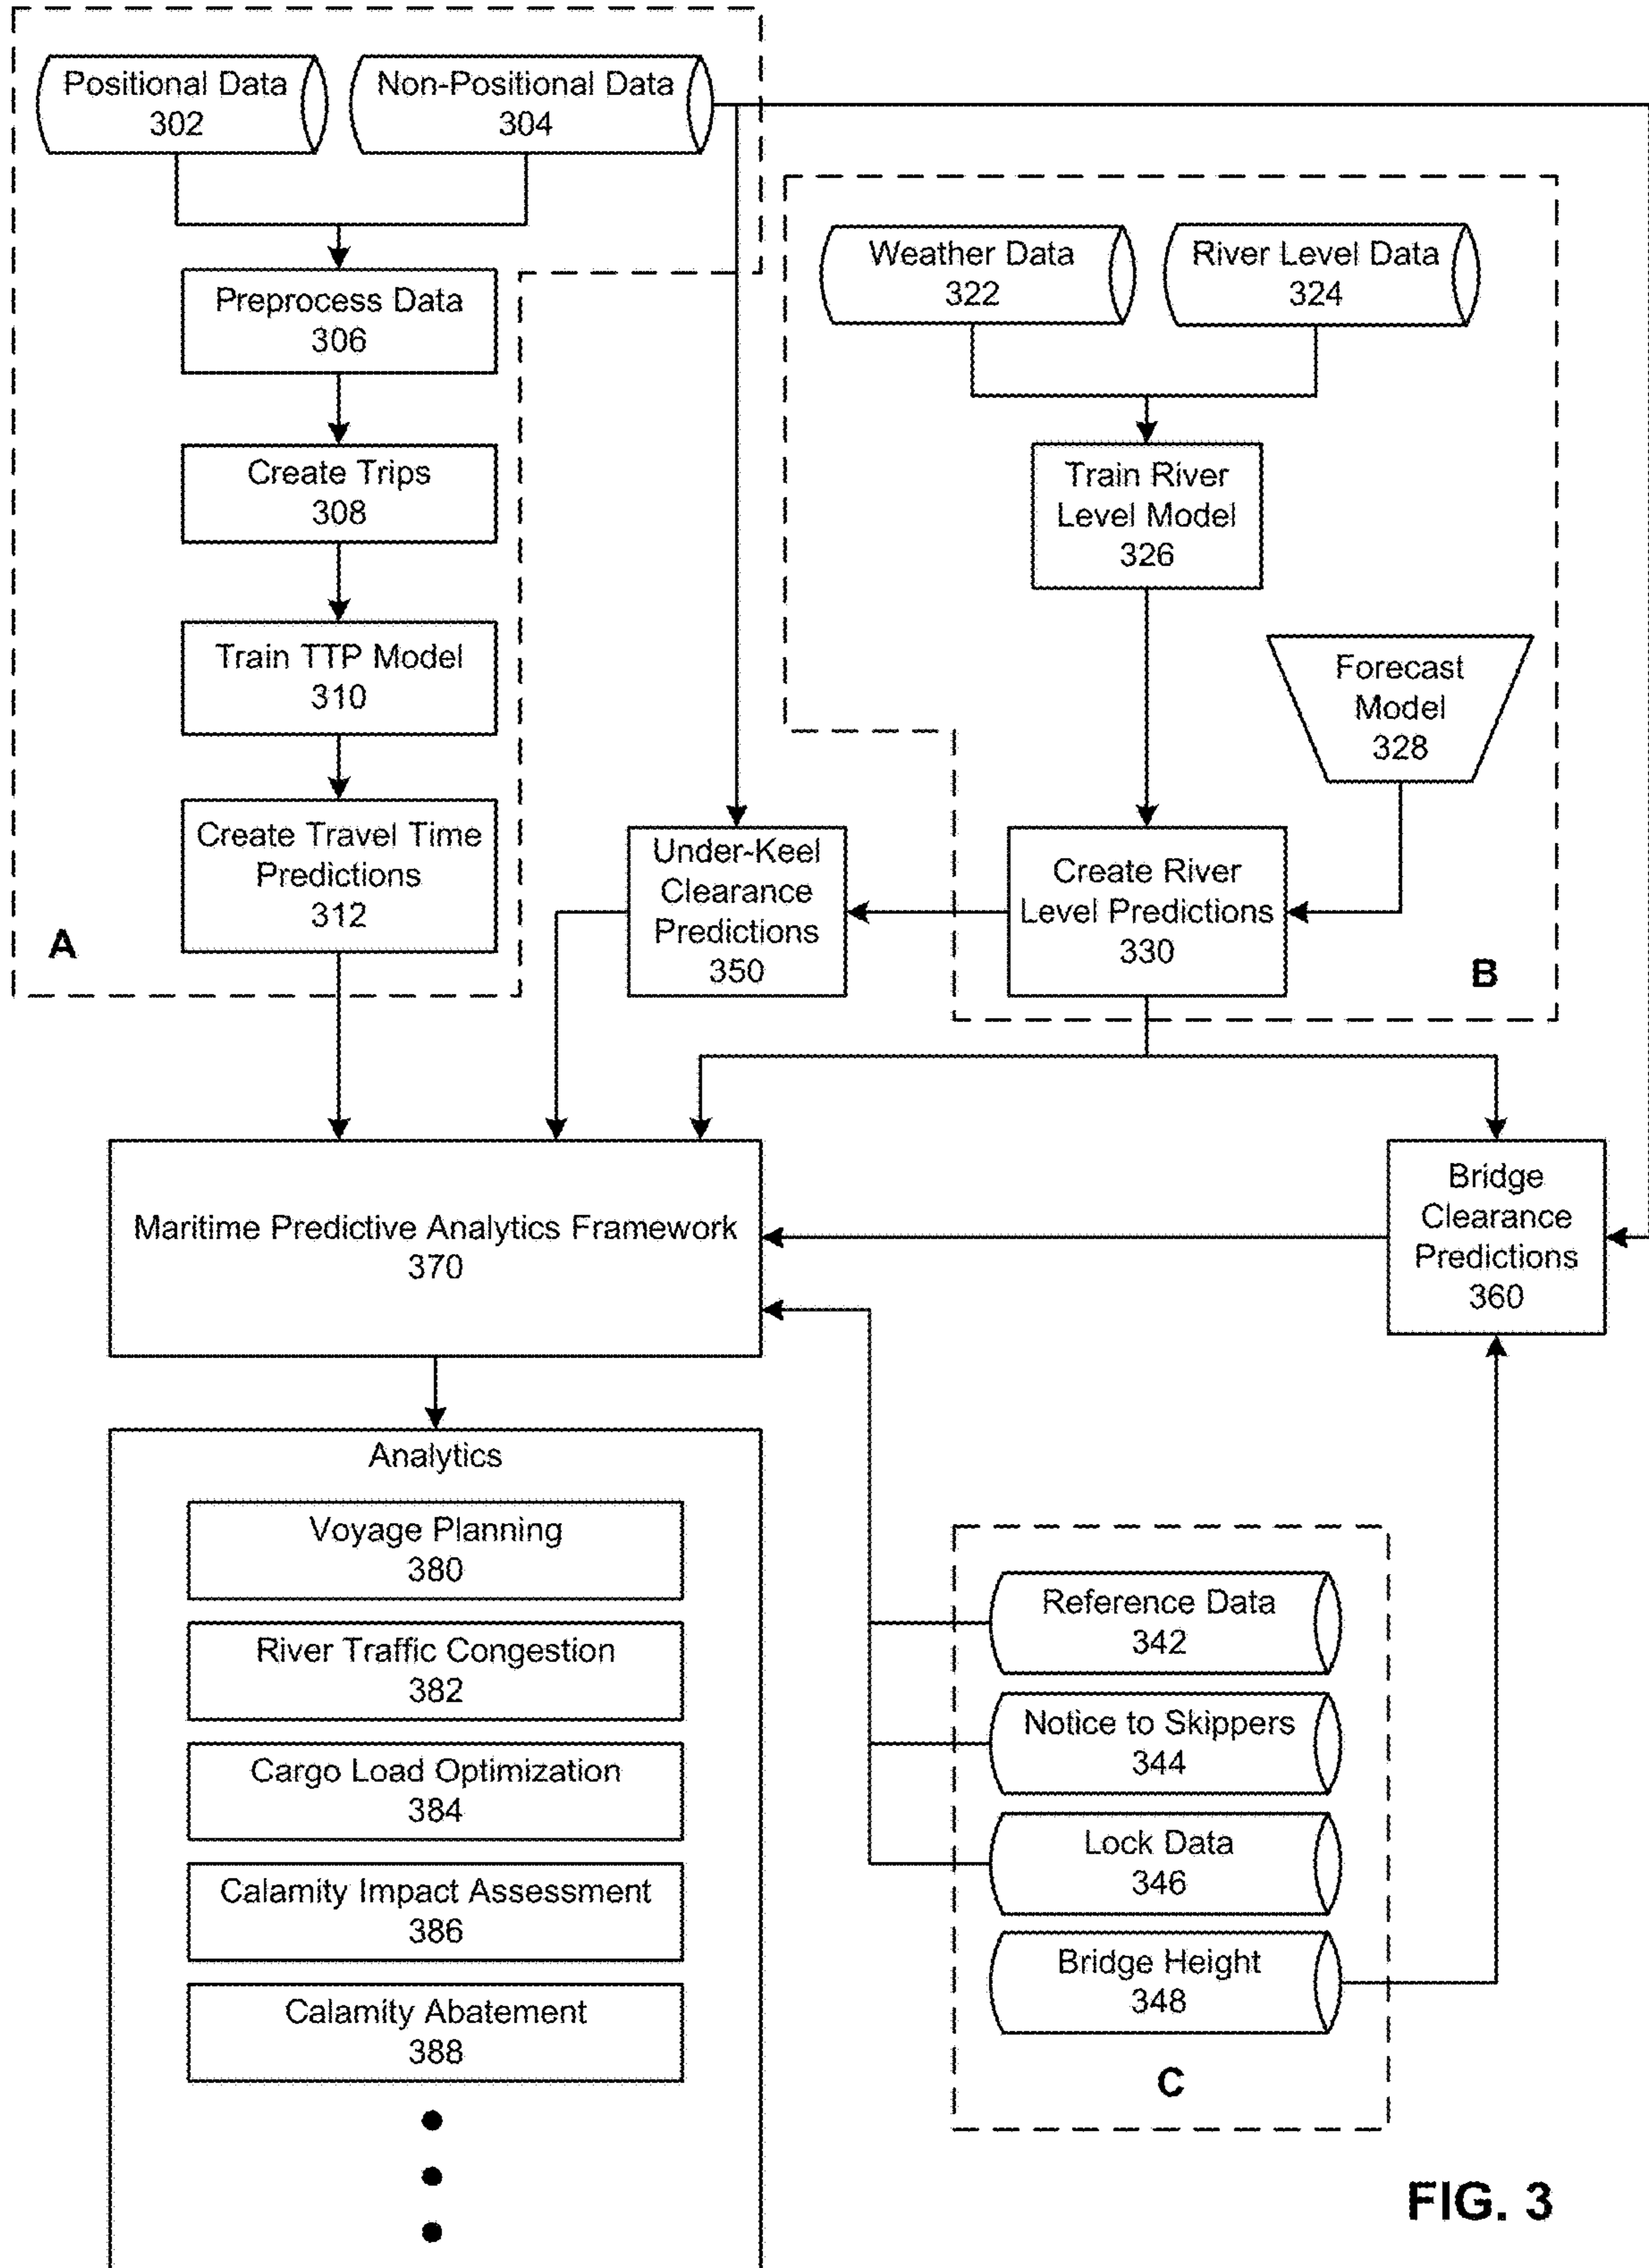 Positional Data
302
Non-Positional Data
304
Preprocess Data
306
Create Trips
308
Train TTP Model
310
Create Travel Time
Predictions
312
A
Weather Data
322
River Level Data
324
Train River
Level Model
326
Forecast
Model
328
Under-Keel
Clearance
Predictions
350
Create River
Level Predictions
330
B
Maritime Predictive Analytics Framework
370
Bridge
Clearance
Predictions
360
Analytics
Voyage Planning
380
River Traffic Congestion
382
Cargo Load Optimization
384
Calamity Impact Assessment
386
Calamity Abatement
388
Reference Data
342
Notice to Skippers
344
Lock Data
346
Bridge Height
348
C
FIG. 3